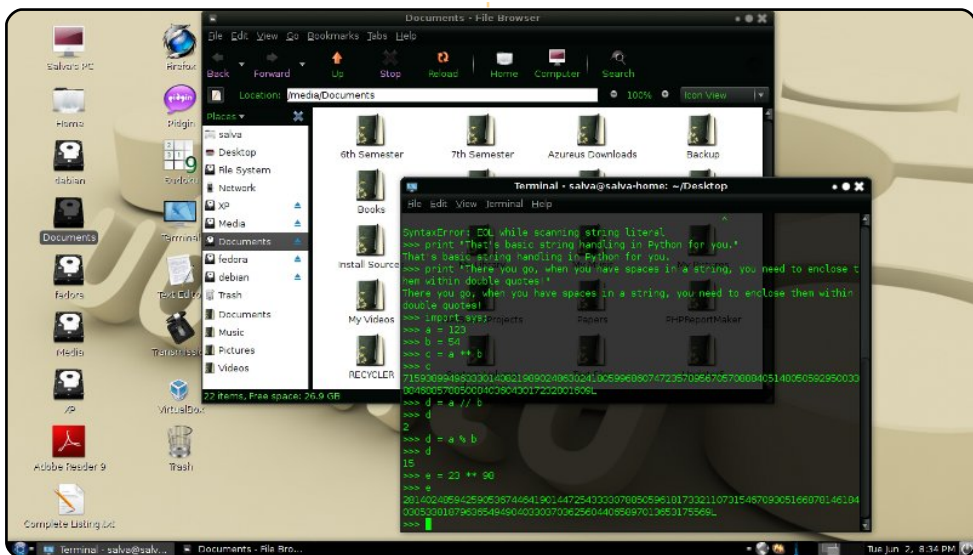 Salva's PC
Firefox
Home
Pidgin
debian
Sudoku
Documents
Terminal
fedora
Text Edito
Media
Transmissio
XP
VirtualBox
Adobe Reader 9
Trash
Complete Listing.txt
Documents - File Browser
File Edit View Go Bookmarks Tabs Help
Back Forward Up Stop Reload Home Computer Search
Location: /media/Documents 100% Icon View
Places
salva
Desktop
File System
Network
XP
Media
Documents
fedora
debian
Trash
Documents
Music
Pictures
Videos
6th Semester 7th Semester Azureus Downloads Backup
Books
Install Source
My Videos Projects Papers PHPReportMaker
RECYCLER
22 items, Free space: 26.9 GB
Terminal - salva@salva-home: ~/Desktop
File Edit View Terminal Help
^
SyntaxError: EOL while scanning string literal
>>> print "That's basic string handling in Python for you."
That's basic string handling in Python for you.
>>> print "There you go, when you have spaces in a string, you need to enclose t
hem within double quotes!"
There you go, when you have spaces in a string, you need to enclose them within
double quotes!
>>> import sys;
>>> a = 123
>>> b = 54
>>> c = a ** b
>>> c
>>> d = a // b
>>> d
2
>>> d = a % b
>>> d
15
>>> e = 23 ** 98
>>> e
>>>
Terminal - salva@salv... Documents - File Bro... Tue Jun 2, 8:34 PM